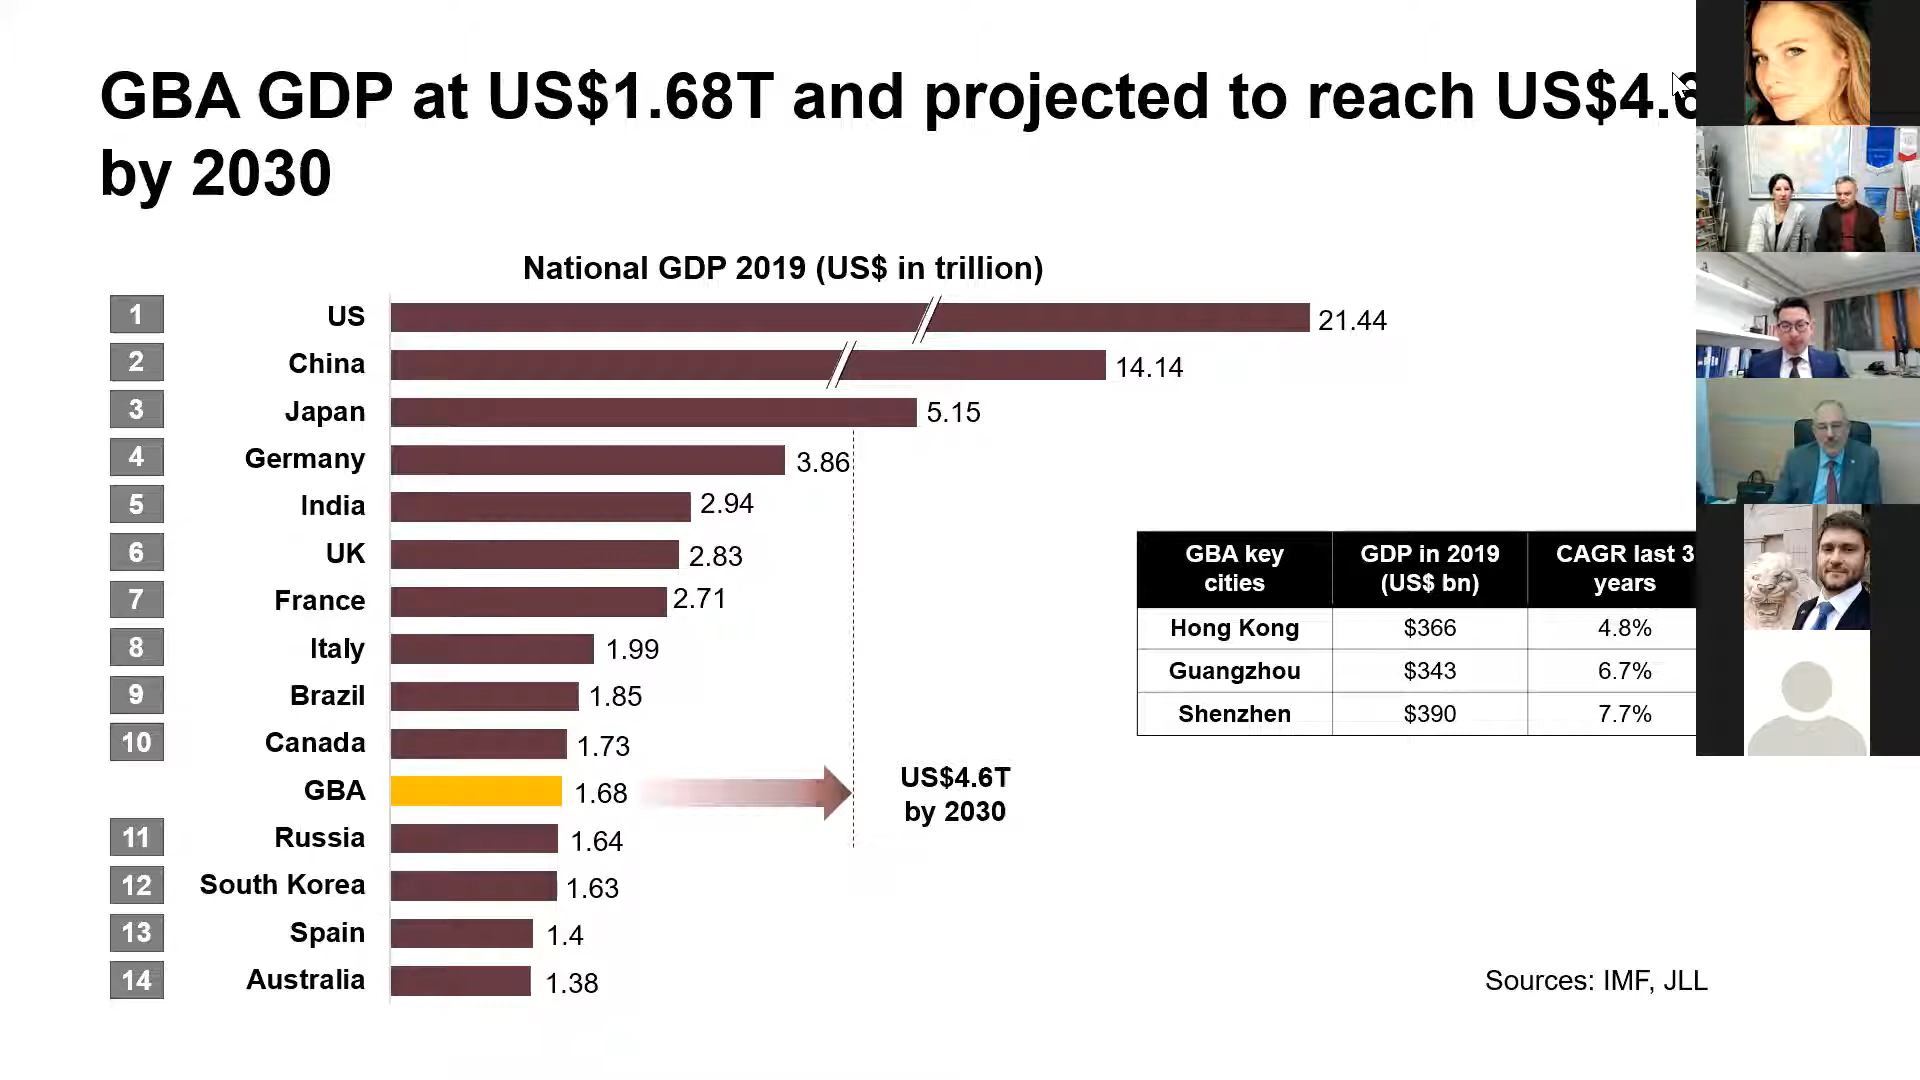 GBA GDP at US$1.68T and projected to reach US$4.6
by 2030
National GDP 2019 (US$ in trillion)
1 US 21.44
2 China 14.14
3 Japan 5.15
4 Germany 3.86
5 India 2.94
6 UK 2.83
7 France 2.71
8 Italy 1.99
9 Brazil 1.85
10 Canada 1.73
GBA 1.68
11 Russia 1.64
12 South Korea 1.63
13 Spain 1.4
14 Australia 1.38
US$4.6T
by 2030
GBA key cities GDP in 2019 (US$ bn) CAGR last 3 years
Hong Kong $366 4.8%
Guangzhou $343 6.7%
Shenzhen $390 7.7%
Sources: IMF, JLL